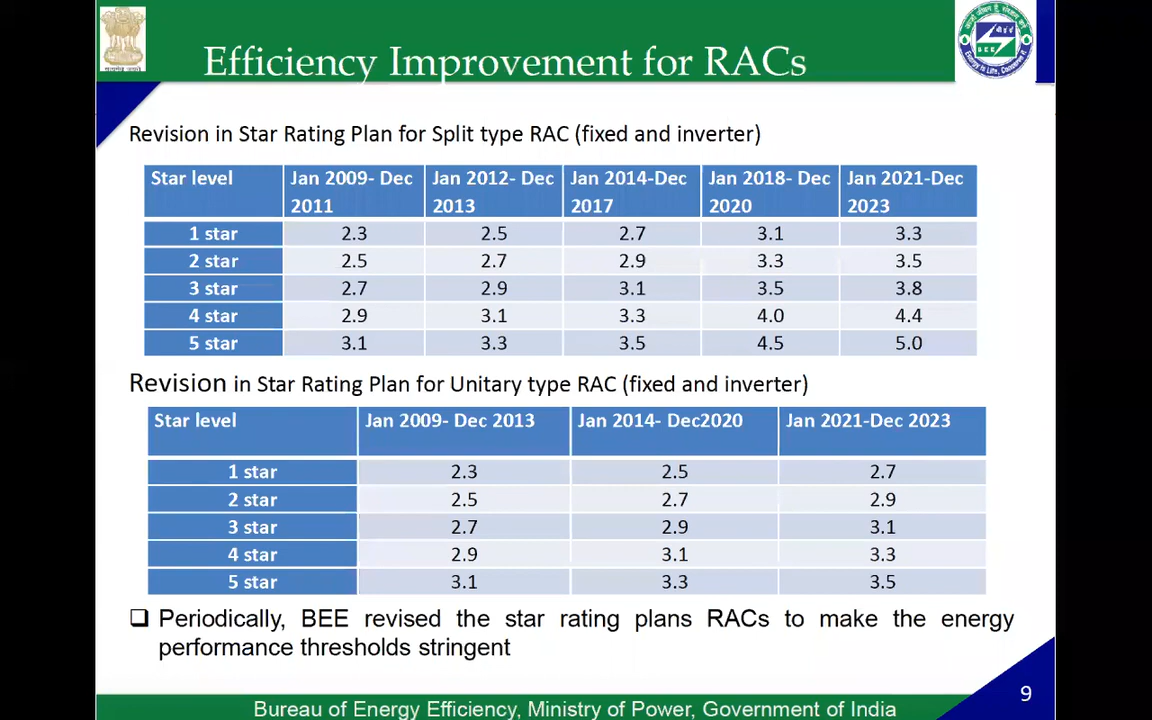 Efficiency Improvement for RACs
BEE
Revision in Star Rating Plan for Split type RAC (fixed and inverter)
Star level Jan 2009- Dec 2011 Jan 2012- Dec 2013 Jan 2014-Dec 2017 Jan 2018- Dec 2020 Jan 2021-Dec 2023
1 star 2.3 2.5 2.7 3.1 3.3
2 star 2.5 2.7 2.9 3.3 3.5
3 star 2.7 2.9 3.1 3.5 3.8
4 star 2.9 3.1 3.3 4.0 4.4
5 star 3.1 3.3 3.5 4.5 5.0
Revision in Star Rating Plan for Unitary type RAC (fixed and inverter)
Star level Jan 2009- Dec 2013 Jan 2014- Dec2020 Jan 2021-Dec 2023
1 star 2.3 2.5 2.7
2 star 2.5 2.7 2.9
3 star 2.7 2.9 3.1
4 star 2.9 3.1 3.3
5 star 3.1 3.3 3.5
Periodically, BEE revised the star rating plans RACs to make the energy
performance thresholds stringent
9
Bureau of Energy Efficiency, Ministry of Power, Government of India